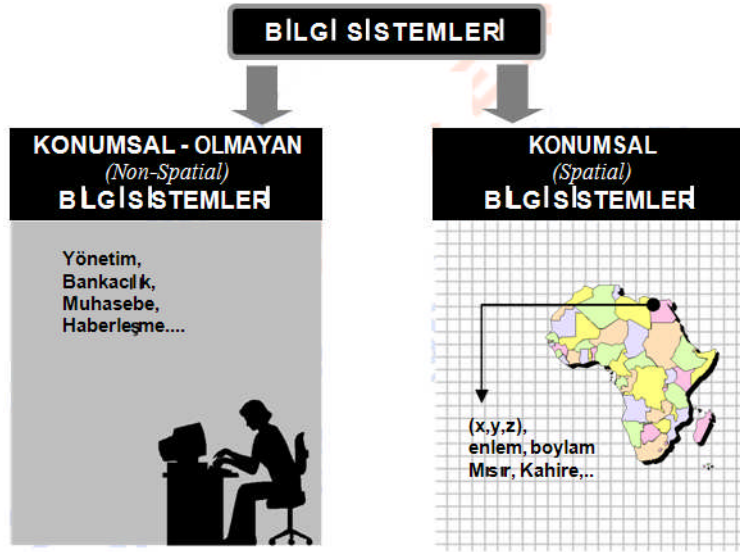 BİLGİ SİSTEMLERİ
KONUMSAL - OLMAYAN
(Non-Spatial)
BİLGİ SİSTEMLERİ
Yönetim,
Bankacılık,
Muhasebe,
Haberleşme....
KONUMSAL
(Spatial)
BİLGİ SİSTEMLERİ
(x,y,z),
enlem, boylam
Mısır, Kahire,..